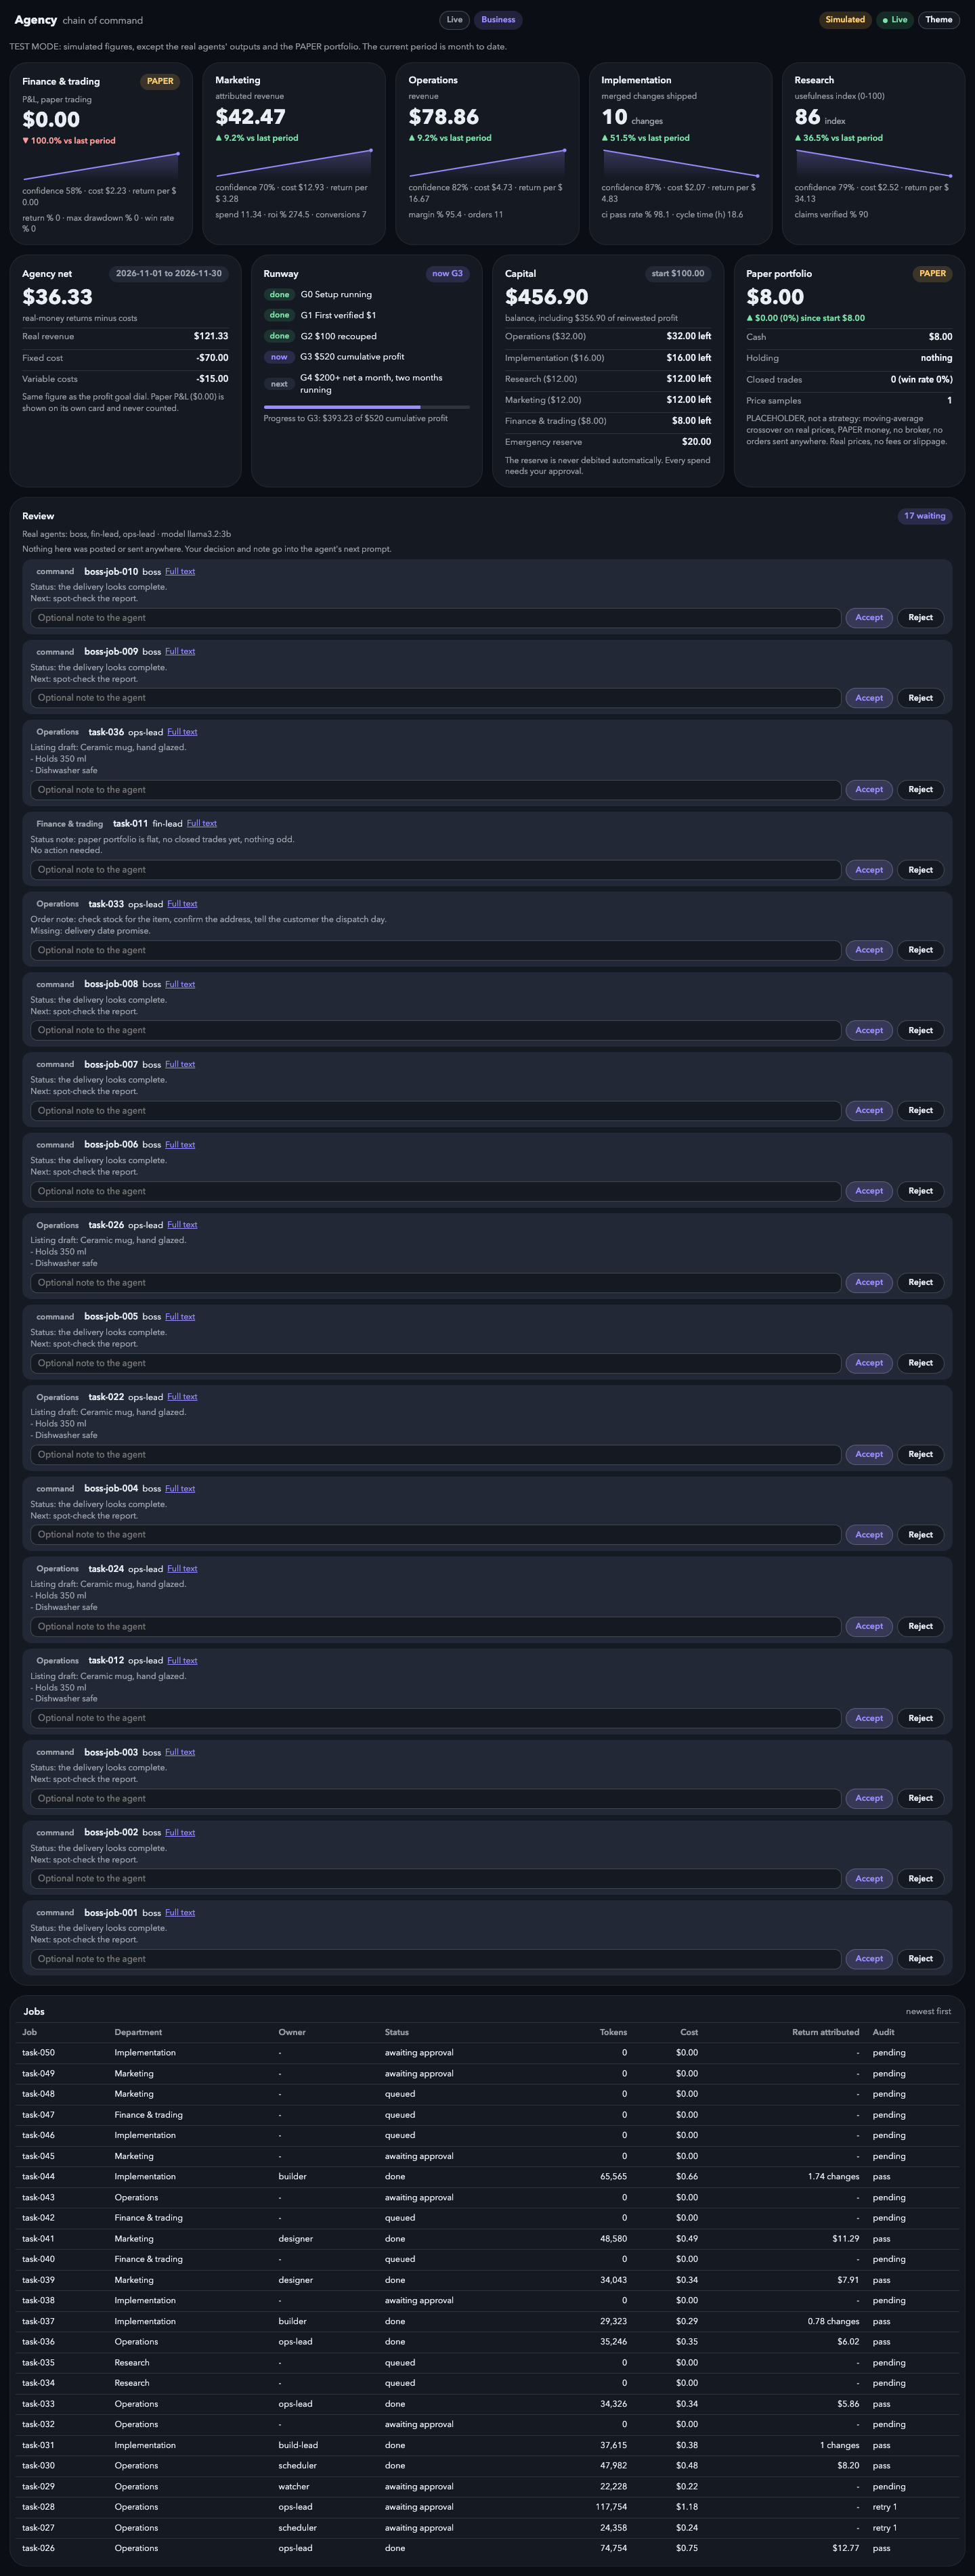 Agency chain of command
Live Business
Simulated Live Theme
TEST MODE: simulated figures, except the real agents' outputs and the PAPER portfolio. The current period is month to date.
Finance & trading PAPER
P&L, paper trading
$0.00
▼ 100.0% vs last period
confidence 58% · cost $2.23 · return per $
0.00
return % 0 · max drawdown % 0 · win rate
% 0
Marketing
attributed revenue
$42.47
▲ 9.2% vs last period
confidence 70% · cost $12.93 · return per
$ 3.28
spend 11.34 · roi % 274.5 · conversions 7
Operations
revenue
$78.86
▲ 9.2% vs last period
confidence 82% · cost $4.73 · return per $
16.67
margin % 95.4 · orders 11
Implementation
merged changes shipped
10 changes
▲ 51.5% vs last period
confidence 87% · cost $2.07 · return per $
4.83
ci pass rate % 98.1 · cycle time (h) 18.6
Research
usefulness index (0-100)
86 index
▲ 36.5% vs last period
confidence 79% · cost $2.52 · return per $
34.13
claims verified % 90
Agency net 2026-11-01 to 2026-11-30
$36.33
real-money returns minus costs
Real revenue $121.33
Fixed cost -$70.00
Variable costs -$15.00
Same figure as the profit goal dial. Paper P&L ($0.00) is
shown on its own card and never counted.
Runway now G3
done G0 Setup running
done G1 First verified $1
done G2 $100 recouped
now G3 $520 cumulative profit
next G4 $200+ net a month, two months
running
Progress to G3: $393.23 of $520 cumulative profit
Capital start $100.00
$456.90
balance, including $356.90 of reinvested profit
Operations ($32.00) $32.00 left
Implementation ($16.00) $16.00 left
Research ($12.00) $12.00 left
Marketing ($12.00) $12.00 left
Finance & trading ($8.00) $8.00 left
Emergency reserve $20.00
The reserve is never debited automatically. Every spend
needs your approval.
Paper portfolio PAPER
$8.00
▲ $0.00 (0%) since start $8.00
Cash $8.00
Holding nothing
Closed trades 0 (win rate 0%)
Price samples 1
PLACEHOLDER, not a strategy: moving-average
crossover on real prices, PAPER money, no broker, no
orders sent anywhere. Real prices, no fees or slippage.
Review 17 waiting
Real agents: boss, fin-lead, ops-lead · model llama3.2:3b
Nothing here was posted or sent anywhere. Your decision and note go into the agent's next prompt.
command boss-job-010 boss Full text
Status: the delivery looks complete.
Next: spot-check the report.
Optional note to the agent Accept Reject
command boss-job-009 boss Full text
Status: the delivery looks complete.
Next: spot-check the report.
Optional note to the agent Accept Reject
Operations task-036 ops-lead Full text
Listing draft: Ceramic mug, hand glazed.
- Holds 350 ml
- Dishwasher safe
Optional note to the agent Accept Reject
Finance & trading task-011 fin-lead Full text
Status note: paper portfolio is flat, no closed trades yet, nothing odd.
No action needed.
Optional note to the agent Accept Reject
Operations task-033 ops-lead Full text
Order note: check stock for the item, confirm the address, tell the customer the dispatch day.
Missing: delivery date promise.
Optional note to the agent Accept Reject
command boss-job-008 boss Full text
Status: the delivery looks complete.
Next: spot-check the report.
Optional note to the agent Accept Reject
command boss-job-007 boss Full text
Status: the delivery looks complete.
Next: spot-check the report.
Optional note to the agent Accept Reject
command boss-job-006 boss Full text
Status: the delivery looks complete.
Next: spot-check the report.
Optional note to the agent Accept Reject
Operations task-026 ops-lead Full text
Listing draft: Ceramic mug, hand glazed.
- Holds 350 ml
- Dishwasher safe
Optional note to the agent Accept Reject
command boss-job-005 boss Full text
Status: the delivery looks complete.
Next: spot-check the report.
Optional note to the agent Accept Reject
Operations task-022 ops-lead Full text
Listing draft: Ceramic mug, hand glazed.
- Holds 350 ml
- Dishwasher safe
Optional note to the agent Accept Reject
command boss-job-004 boss Full text
Status: the delivery looks complete.
Next: spot-check the report.
Optional note to the agent Accept Reject
Operations task-024 ops-lead Full text
Listing draft: Ceramic mug, hand glazed.
- Holds 350 ml
- Dishwasher safe
Optional note to the agent Accept Reject
Operations task-012 ops-lead Full text
Listing draft: Ceramic mug, hand glazed.
- Holds 350 ml
- Dishwasher safe
Optional note to the agent Accept Reject
command boss-job-003 boss Full text
Status: the delivery looks complete.
Next: spot-check the report.
Optional note to the agent Accept Reject
command boss-job-002 boss Full text
Status: the delivery looks complete.
Next: spot-check the report.
Optional note to the agent Accept Reject
command boss-job-001 boss Full text
Status: the delivery looks complete.
Next: spot-check the report.
Optional note to the agent Accept Reject
Jobs newest first
Job Department Owner Status Tokens Cost Return attributed Audit
task-050 Implementation - awaiting approval 0 $0.00 - pending
task-049 Marketing - awaiting approval 0 $0.00 - pending
task-048 Marketing - queued 0 $0.00 - pending
task-047 Finance & trading - queued 0 $0.00 - pending
task-046 Implementation - queued 0 $0.00 - pending
task-045 Marketing - awaiting approval 0 $0.00 - pending
task-044 Implementation builder done 65,565 $0.66 1.74 changes pass
task-043 Operations - awaiting approval 0 $0.00 - pending
task-042 Finance & trading - queued 0 $0.00 - pending
task-041 Marketing designer done 48,580 $0.49 $11.29 pass
task-040 Finance & trading - queued 0 $0.00 - pending
task-039 Marketing designer done 34,043 $0.34 $7.91 pass
task-038 Implementation - awaiting approval 0 $0.00 - pending
task-037 Implementation builder done 29,323 $0.29 0.78 changes pass
task-036 Operations ops-lead done 35,246 $0.35 $6.02 pass
task-035 Research - queued 0 $0.00 - pending
task-034 Research - queued 0 $0.00 - pending
task-033 Operations ops-lead done 34,326 $0.34 $5.86 pass
task-032 Operations - awaiting approval 0 $0.00 - pending
task-031 Implementation build-lead done 37,615 $0.38 1 changes pass
task-030 Operations scheduler done 47,982 $0.48 $8.20 pass
task-029 Operations watcher awaiting approval 22,228 $0.22 - pending
task-028 Operations ops-lead awaiting approval 117,754 $1.18 - retry 1
task-027 Operations scheduler awaiting approval 24,358 $0.24 - retry 1
task-026 Operations ops-lead done 74,754 $0.75 $12.77 pass